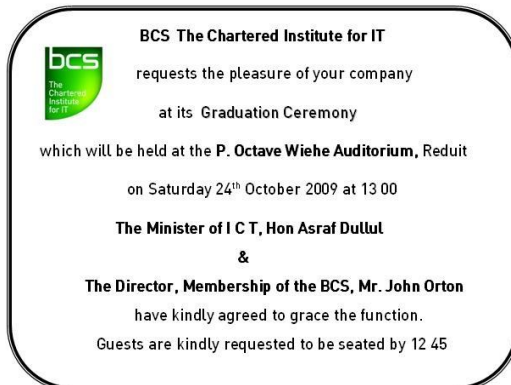 BCS The Chartered Institute for IT
bcs
The
Chartered
Institute
for IT
requests the pleasure of your company
at its Graduation Ceremony
which will be held at the P. Octave Wiehe Auditorium, Reduit
on Saturday 24th October 2009 at 13 00
The Minister of I C T, Hon Asraf Dullul
&
The Director, Membership of the BCS, Mr. John Orton
have kindly agreed to grace the function.
Guests are kindly requested to be seated by 12 45